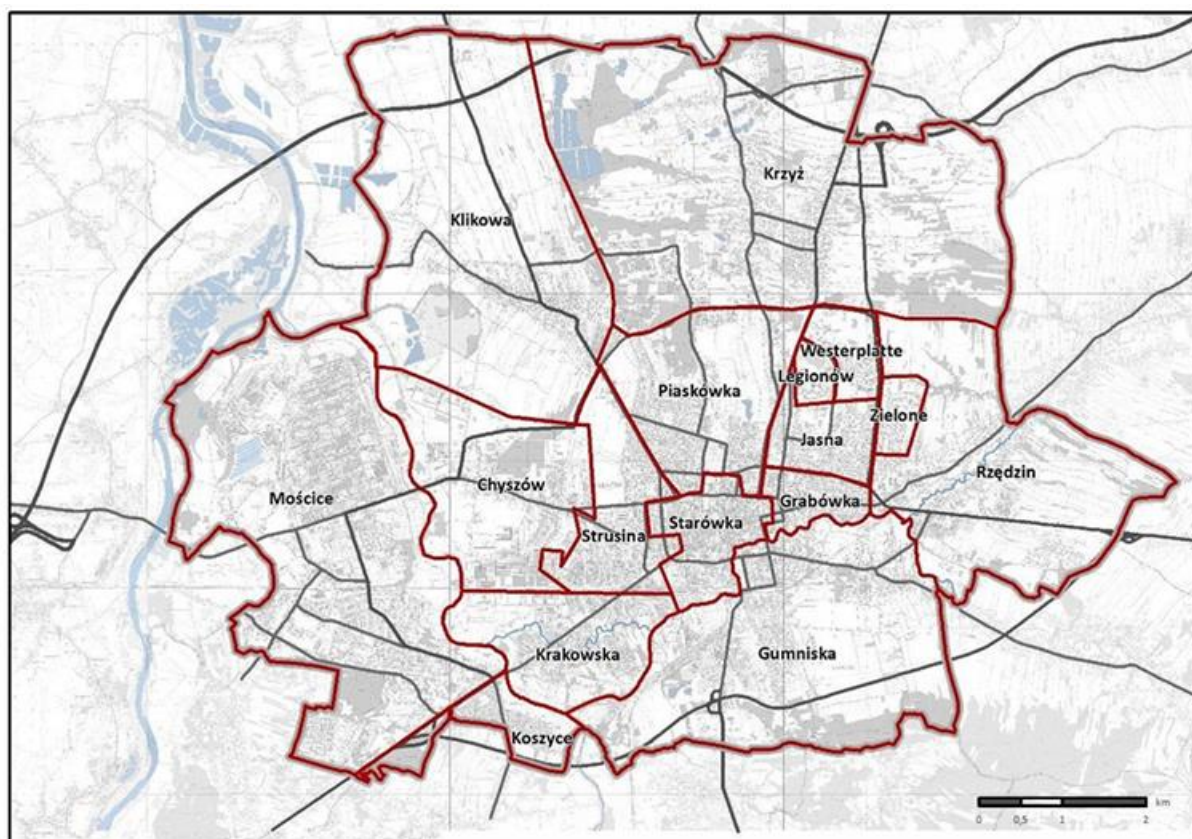 Krzyż
Klikowa
Westerplatte
Legionów
Piaskówka
Zielone
Jasna
Rzędzin
Chyszów
Mościce
Grabówka
Starówka
Strusina
Krakowska
Gumniska
Koszyce
km
0 0,5 1 2